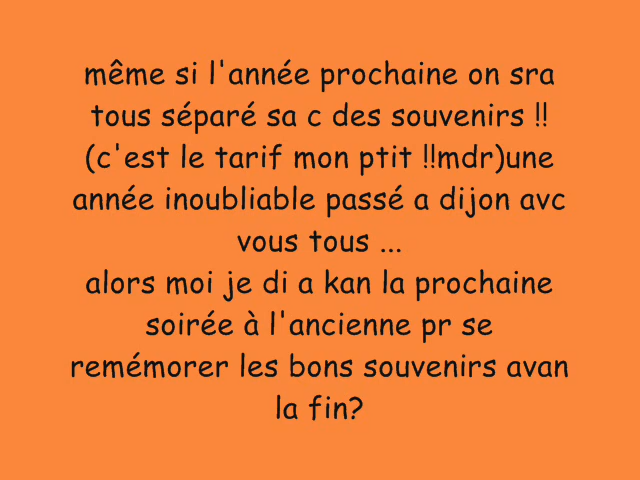 même si l'année prochaine on sra
tous séparé sa c des souvenirs !!
(c'est le tarif mon ptit !!mdr)une
année inoubliable passé a dijon avc
vous tous ...
alors moi je di a kan la prochaine
soirée à l'ancienne pr se
remémorer les bons souvenirs avan
la fin?